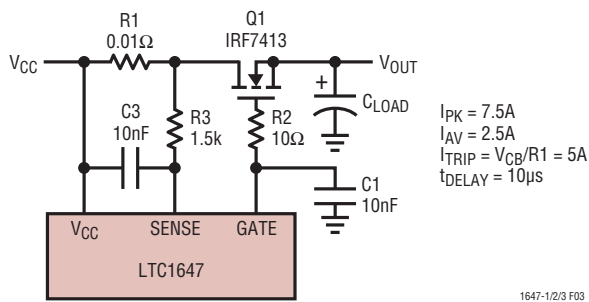 R1
0.01Ω
Q1
IRF7413
VCC
VOUT
+
CLOAD
C3
10nF
R3
1.5k
R2
10Ω
C1
10nF
IPK = 7.5A
IAV = 2.5A
ITRIP = VCB/R1 = 5A
tDELAY = 10µs
VCC SENSE GATE
LTC1647
1647-1/2/3 F03